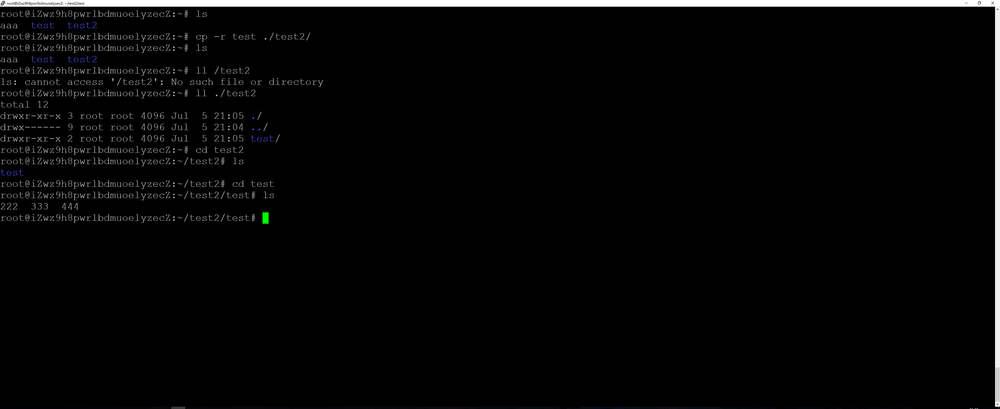 root@iZwz9h8pwrlbdmuoelyzecZ: ~/test2/test
root@iZwz9h8pwrlbdmuoelyzecZ:~# ls
aaa  test  test2
root@iZwz9h8pwrlbdmuoelyzecZ:~# cp -r test ./test2/
root@iZwz9h8pwrlbdmuoelyzecZ:~# ls
aaa  test  test2
root@iZwz9h8pwrlbdmuoelyzecZ:~# ll /test2
ls: cannot access '/test2': No such file or directory
root@iZwz9h8pwrlbdmuoelyzecZ:~# ll ./test2
total 12
drwxr-xr-x 3 root root 4096 Jul  5 21:05 ./
drwx------ 9 root root 4096 Jul  5 21:04 ../
drwxr-xr-x 2 root root 4096 Jul  5 21:05 test/
root@iZwz9h8pwrlbdmuoelyzecZ:~# cd test2
root@iZwz9h8pwrlbdmuoelyzecZ:~/test2# ls
test
root@iZwz9h8pwrlbdmuoelyzecZ:~/test2# cd test
root@iZwz9h8pwrlbdmuoelyzecZ:~/test2/test# ls
222  333  444
root@iZwz9h8pwrlbdmuoelyzecZ:~/test2/test#